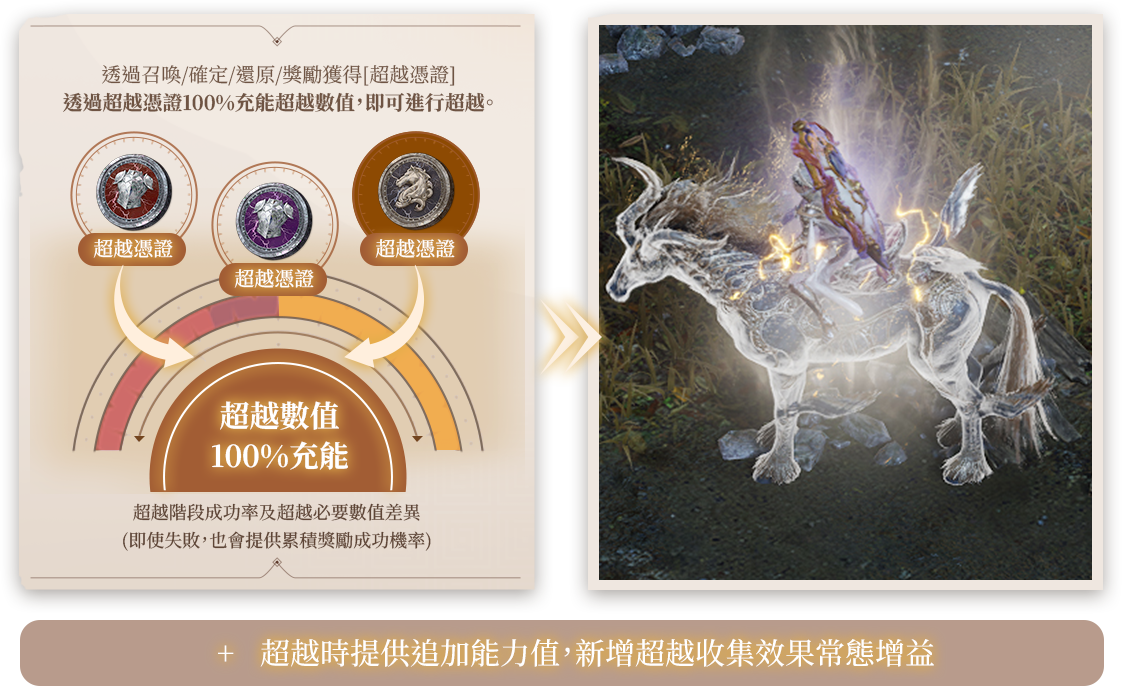 透過召喚/確定/還原/獎勵獲得[超越憑證]
透過超越憑證100%充能超越數值,即可進行超越。
超越憑證
超越憑證
超越憑證
超越數值
100%充能
超越階段成功率及超越必要數值差異
(即使失敗,也會提供累積獎勵成功機率)
+ 超越時提供追加能力值,新增超越收集效果常態增益